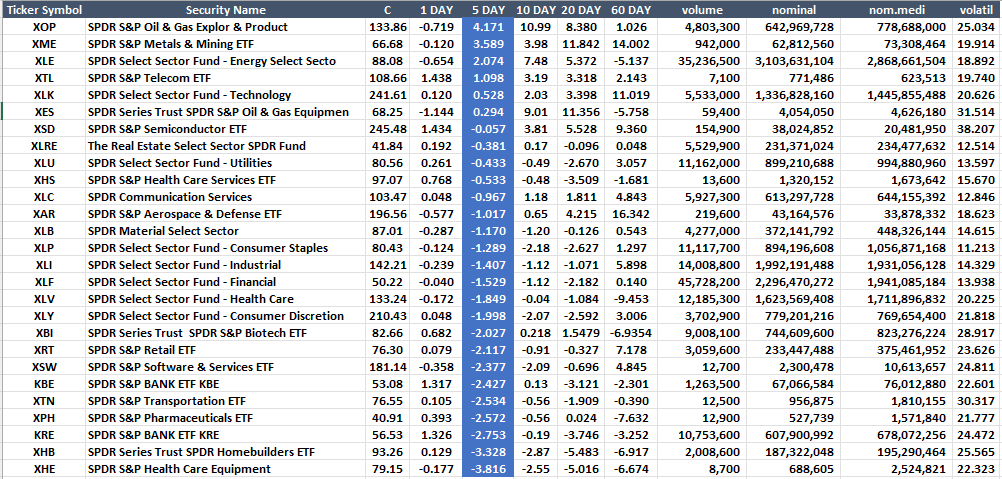 Ticker Symbol Security Name C 1 DAY 5 DAY 10 DAY 20 DAY 60 DAY volume nominal nom.medi volatil
XOP SPDR S&P Oil & Gas Explor & Product 133.86 -0.719 4.171 10.99 8.380 1.026 4,803,300 642,969,728 778,688,000 25.034
XME SPDR S&P Metals & Mining ETF 66.68 -0.120 3.589 3.98 11.842 14.002 942,000 62,812,560 73,308,464 19.914
XLE SPDR Select Sector Fund - Energy Select Secto 88.08 -0.654 2.074 7.48 5.372 -5.137 35,236,500 3,103,631,104 2,868,661,504 18.892
XTL SPDR S&P Telecom ETF 108.66 1.438 1.098 3.19 3.318 2.143 7,100 771,486 623,513 19.740
XLK SPDR Select Sector Fund - Technology 241.61 0.120 0.528 2.03 3.398 11.019 5,533,000 1,336,828,160 1,445,855,488 20.626
XES SPDR Series Trust SPDR S&P Oil & Gas Equipmen 68.25 -1.144 0.294 9.01 11.356 -5.758 59,400 4,054,050 4,626,180 31.514
XSD SPDR S&P Semiconductor ETF 245.48 1.434 -0.057 3.81 5.528 9.360 154,900 38,024,852 20,481,950 38.207
XLRE The Real Estate Select Sector SPDR Fund 41.84 0.192 -0.381 0.17 -0.096 0.048 5,529,900 231,371,024 234,477,632 12.514
XLU SPDR Select Sector Fund - Utilities 80.56 0.261 -0.433 -0.49 -2.670 3.057 11,162,000 899,210,688 994,880,960 13.597
XHS SPDR S&P Health Care Services ETF 97.07 0.768 -0.533 -0.48 -3.509 -1.681 13,600 1,320,152 1,673,642 15.670
XLC SPDR Communication Services 103.47 0.048 -0.967 1.18 1.811 4.843 5,927,300 613,297,728 644,155,392 12.846
XAR SPDR S&P Aerospace & Defense ETF 196.56 -0.577 -1.017 0.65 4.215 16.342 219,600 43,164,576 33,878,332 18.623
XLB SPDR Material Select Sector 87.01 -0.287 -1.170 -1.20 -0.126 0.543 4,277,000 372,141,792 448,326,144 14.615
XLP SPDR Select Sector Fund - Consumer Staples 80.43 -0.124 -1.289 -2.18 -2.627 1.297 11,117,700 894,196,608 1,056,871,168 11.213
XLI SPDR Select Sector Fund - Industrial 142.21 -0.239 -1.407 -1.12 -1.071 5.898 14,008,800 1,992,191,488 1,931,056,128 14.329
XLF SPDR Select Sector Fund - Financial 50.22 -0.040 -1.529 -1.12 -2.182 0.140 45,728,200 2,296,470,272 1,941,085,184 13.938
XLV SPDR Select Sector Fund - Health Care 133.24 -0.172 -1.849 -0.04 -1.084 -9.453 12,185,300 1,623,569,408 1,711,896,832 20.225
XLY SPDR Select Sector Fund - Consumer Discretion 210.43 0.048 -1.998 -2.07 -2.592 3.006 3,702,900 779,201,216 769,654,400 21.818
XBI SPDR Series Trust SPDR S&P Biotech ETF 82.66 0.682 -2.027 0.218 1.5479 -6.9354 9,008,100 744,609,600 823,276,224 28.917
XRT SPDR S&P Retail ETF 76.30 0.079 -2.117 -0.91 -0.327 7.178 3,059,600 233,447,488 375,461,952 23.626
XSW SPDR S&P Software & Services ETF 181.14 -0.358 -2.377 -2.09 -0.696 4.845 12,700 2,300,478 10,613,657 24.811
KBE SPDR S&P BANK ETF KBE 53.08 1.317 -2.427 0.13 -3.121 -2.301 1,263,500 67,066,584 76,012,880 22.601
XTN SPDR S&P Transportation ETF 76.55 0.105 -2.534 -0.56 -1.909 -0.390 12,500 956,875 1,810,155 30.317
XPH SPDR S&P Pharmaceuticals ETF 40.91 0.393 -2.572 -0.56 0.024 -7.632 12,900 527,739 1,571,840 21.777
KRE SPDR S&P BANK ETF KRE 56.53 1.326 -2.753 -0.19 -3.746 -3.252 10,753,600 607,900,992 678,072,256 24.472
XHB SPDR Series Trust SPDR Homebuilders ETF 93.26 0.129 -3.328 -2.87 -5.483 -6.917 2,008,600 187,322,048 195,290,464 25.565
XHE SPDR S&P Health Care Equipment 79.15 -0.177 -3.816 -2.55 -5.016 -6.674 8,700 688,605 2,524,821 22.323